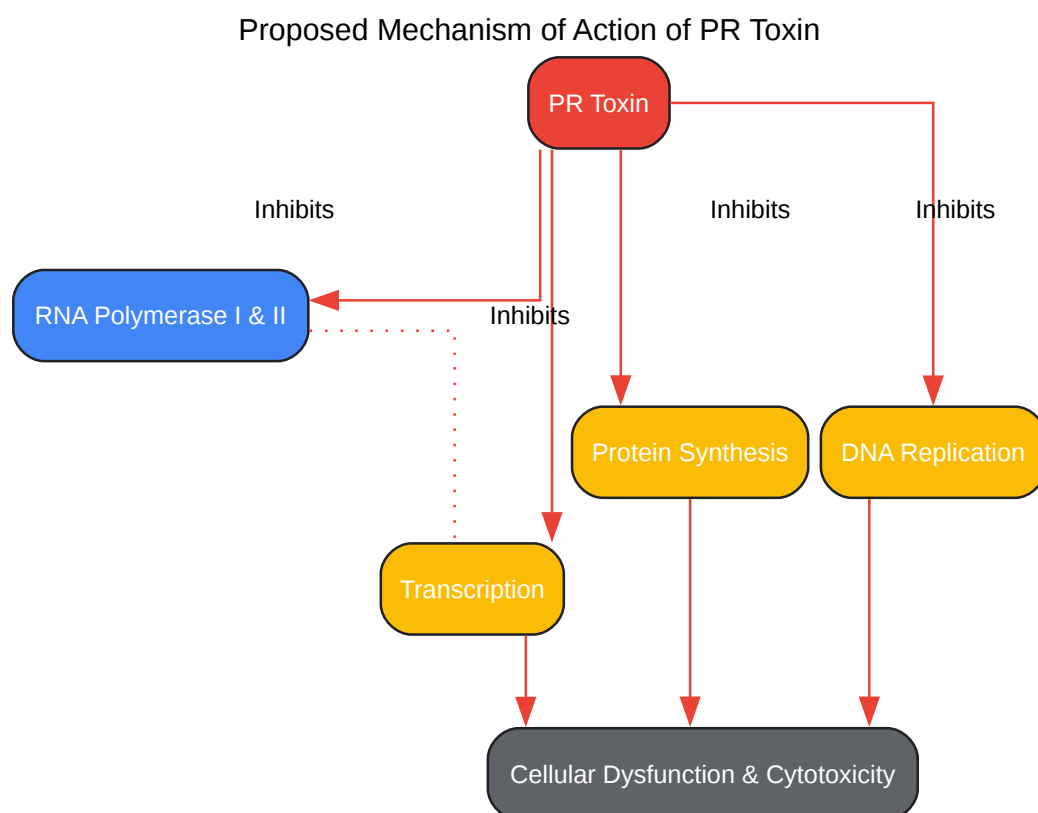 Proposed Mechanism of Action of PR Toxin
PR Toxin
Inhibits
Inhibits
Inhibits
RNA Polymerase I & II
Inhibits
Protein Synthesis
DNA Replication
Transcription
Cellular Dysfunction & Cytotoxicity